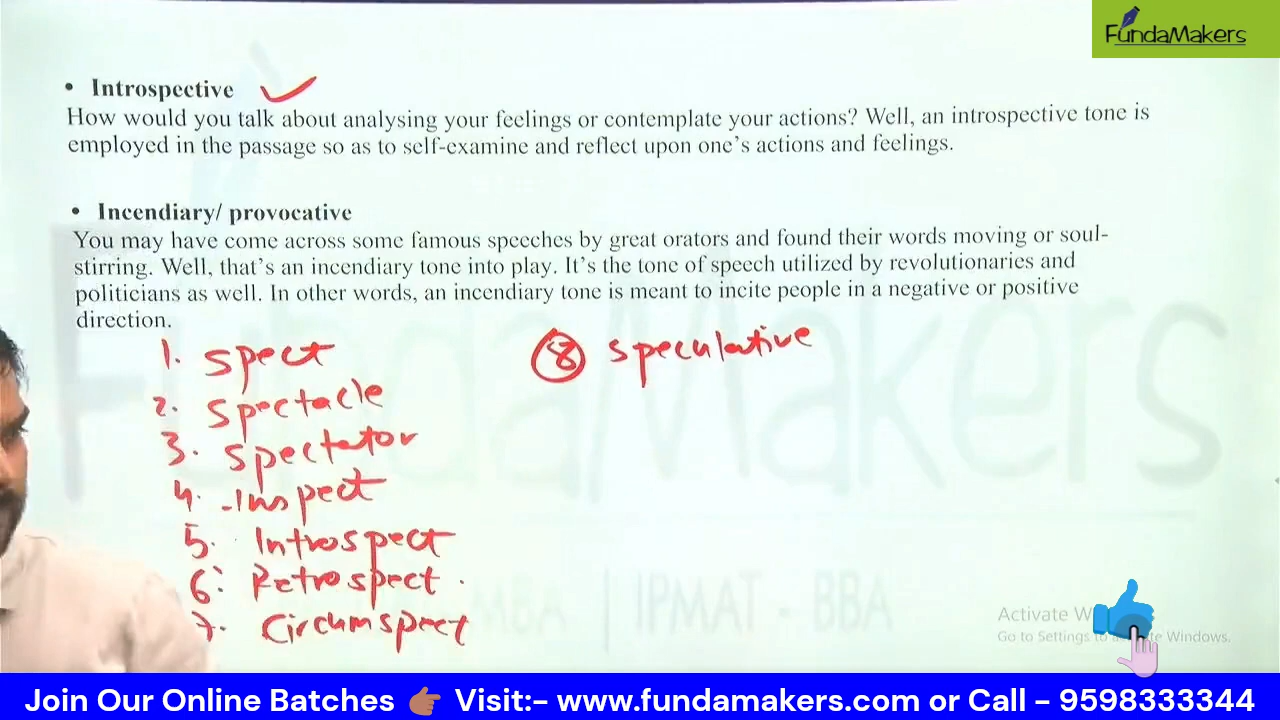 FundaMakers
• Introspective
How would you talk about analysing your feelings or contemplate your actions? Well, an introspective tone is
employed in the passage so as to self-examine and reflect upon one's actions and feelings.
• Incendiary/ provocative
You may have come across some famous speeches by great orators and found their words moving or soul-
stirring. Well, that's an incendiary tone into play. It's the tone of speech utilized by revolutionaries and
politicians as well. In other words, an incendiary tone is meant to incite people in a negative or positive
direction.
1. Spect
2. Spectacle
3. Spectator
4. Inspect
5. Introspect
6. Retrospect
7. Circumspect
8 Speculative
FundaMakers
MBA | IPMAT - BBA
Activate W
Go to Settings to activate Windows.
Join Our Online Batches Visit:- www.fundamakers.com or Call - 9598333344